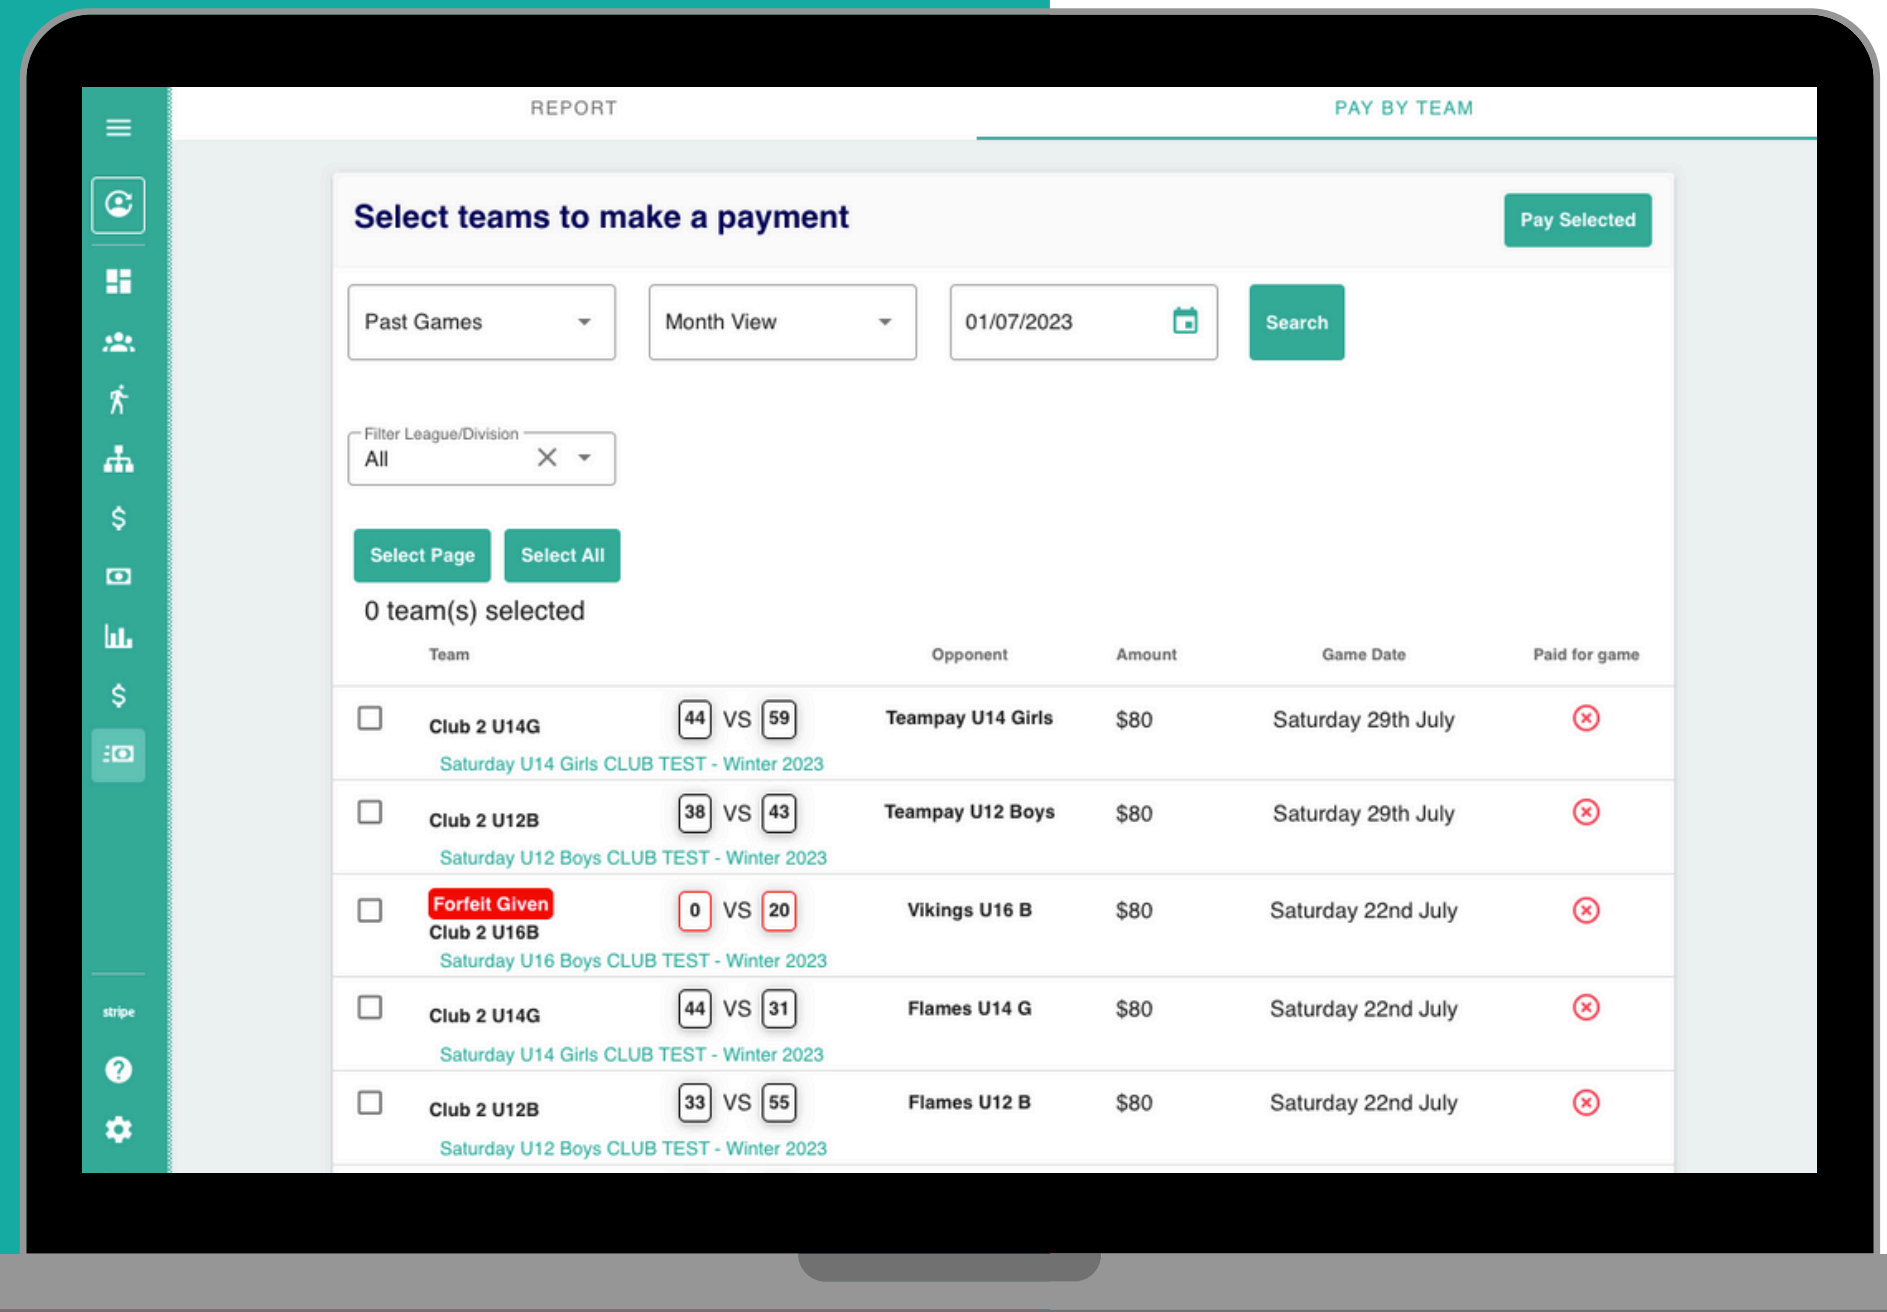 REPORT PAY BY TEAM
Select teams to make a payment Pay Selected
Past Games Month View 01/07/2023 Search
Filter League/Division
All
Select Page Select All
0 team(s) selected
Team Opponent Amount Game Date Paid for game
Club 2 U14G 44 VS 59 Teampay U14 Girls $80 Saturday 29th July
Saturday U14 Girls CLUB TEST - Winter 2023
Club 2 U12B 38 VS 43 Teampay U12 Boys $80 Saturday 29th July
Saturday U12 Boys CLUB TEST - Winter 2023
Forfeit Given
Club 2 U16B 0 VS 20 Vikings U16 B $80 Saturday 22nd July
Saturday U16 Boys CLUB TEST - Winter 2023
Club 2 U14G 44 VS 31 Flames U14 G $80 Saturday 22nd July
Saturday U14 Girls CLUB TEST - Winter 2023
stripe
Club 2 U12B 33 VS 55 Flames U12 B $80 Saturday 22nd July
Saturday U12 Boys CLUB TEST - Winter 2023